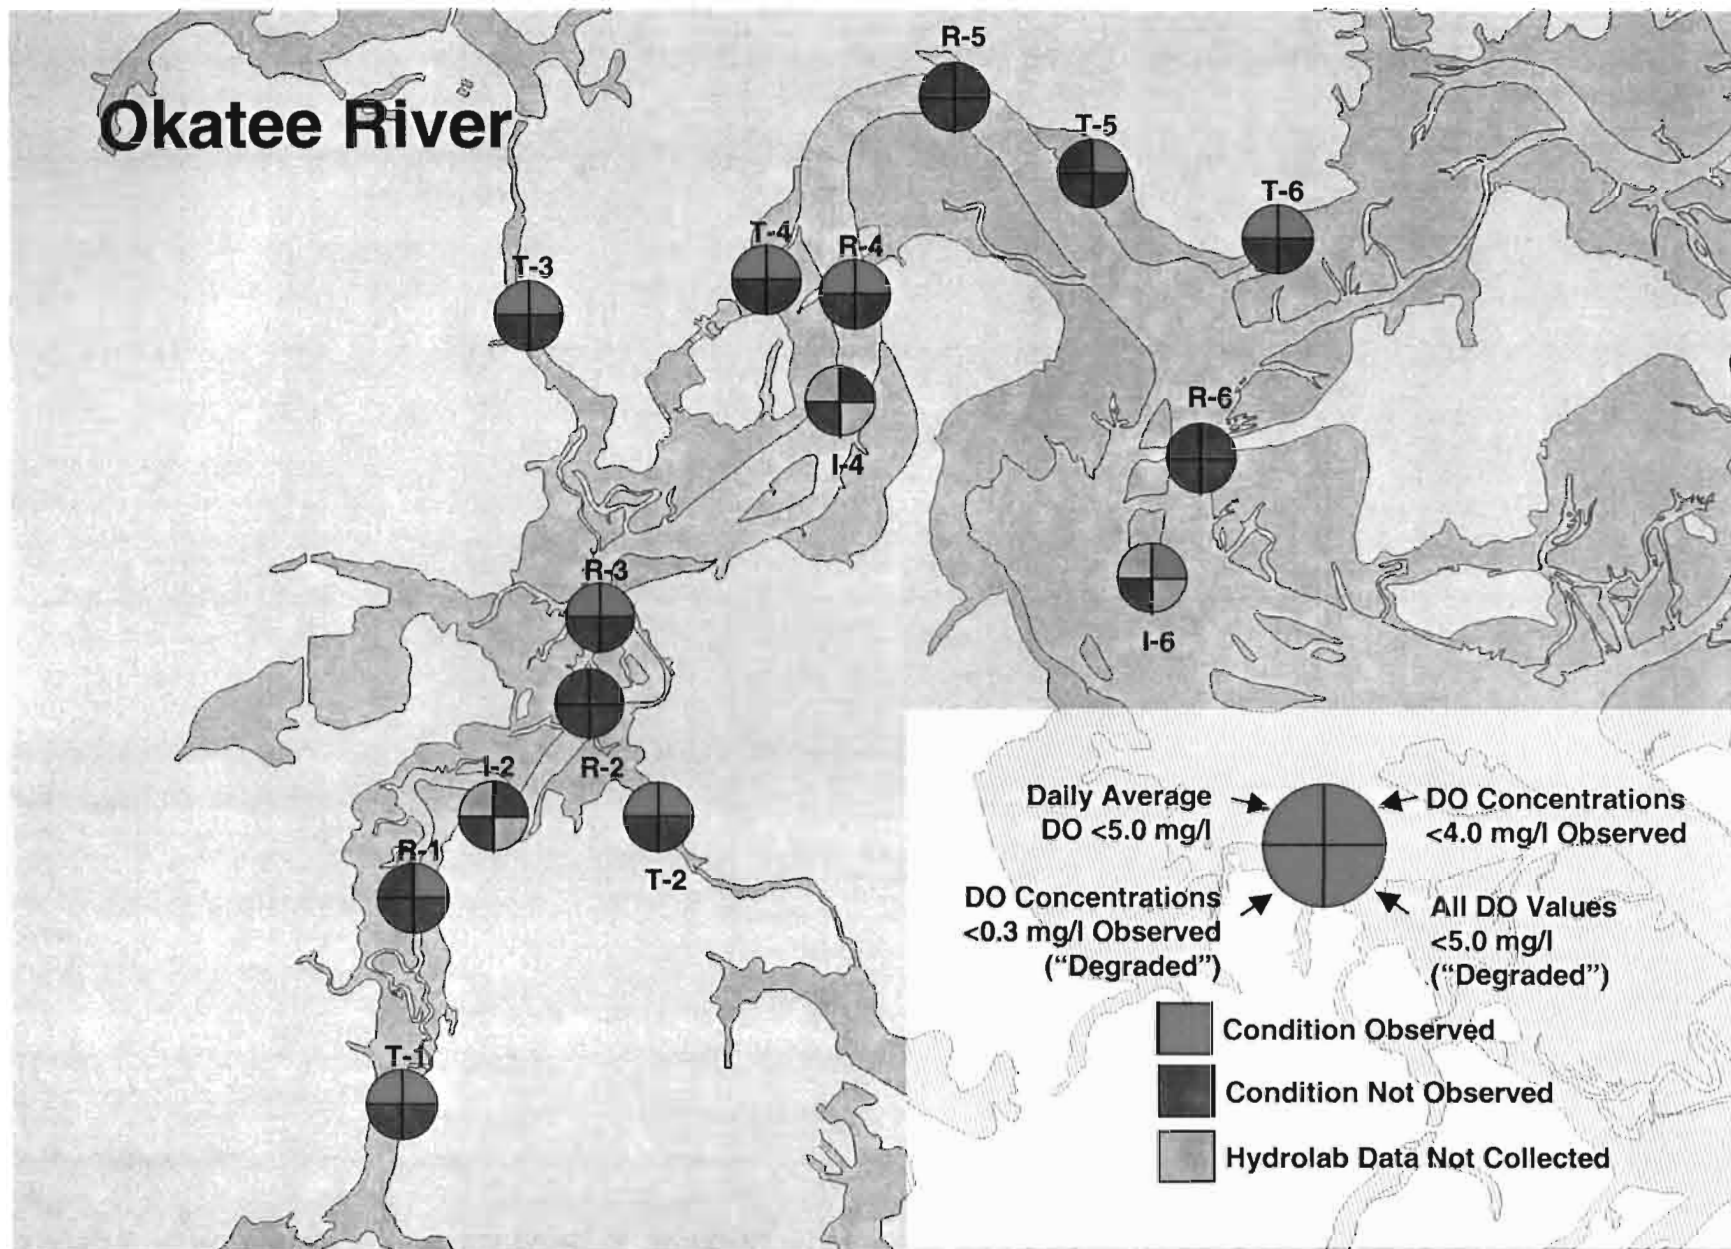 Okatee River
R-5
T-5
T-6
T-4
R-4
T-3
R-6
I-4
R-3
I-6
I-2
R-2
R-1
T-2
T-1
Daily Average
DO <5.0 mg/l
DO Concentrations
<4.0 mg/l Observed
DO Concentrations
<0.3 mg/l Observed
(“Degraded”)
All DO Values
<5.0 mg/l
(“Degraded”)
Condition Observed
Condition Not Observed
Hydrolab Data Not Collected